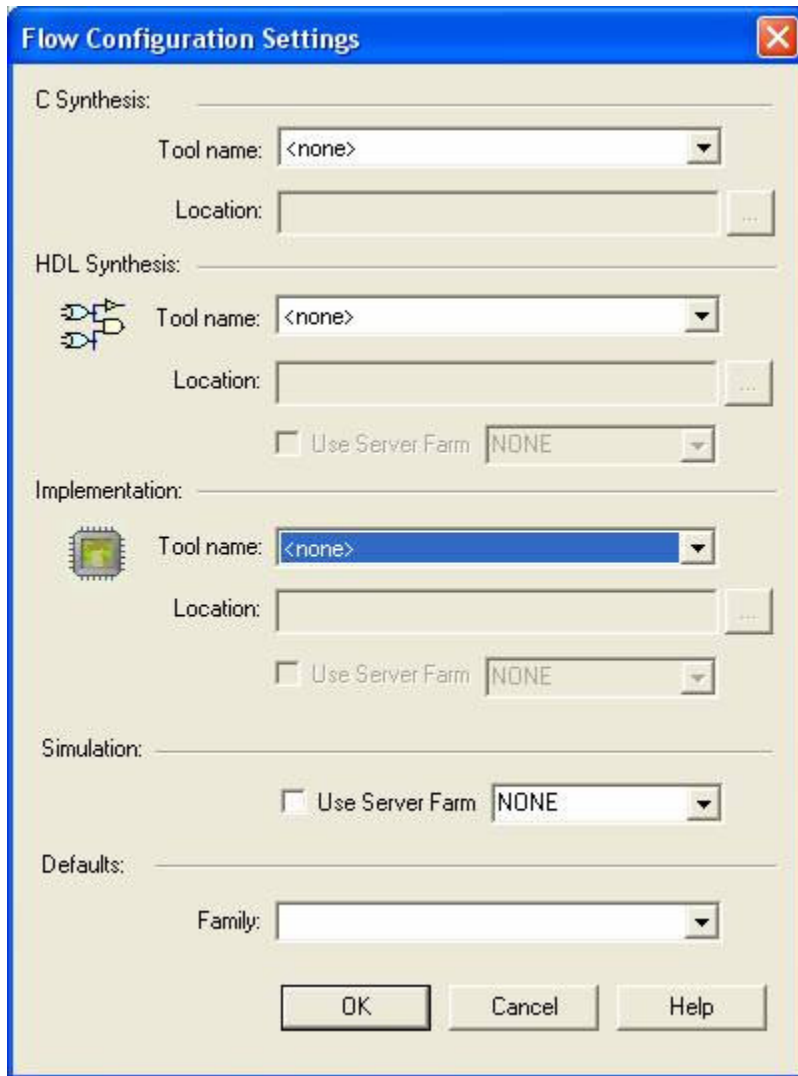 Flow Configuration Settings
C Synthesis:
Tool name: <none>
Location: ...
HDL Synthesis:
Tool name: <none>
Location: ...
Use Server Farm NONE
Implementation:
Tool name: <none>
Location: ...
Use Server Farm NONE
Simulation:
Use Server Farm NONE
Defaults:
Family:
OK Cancel Help